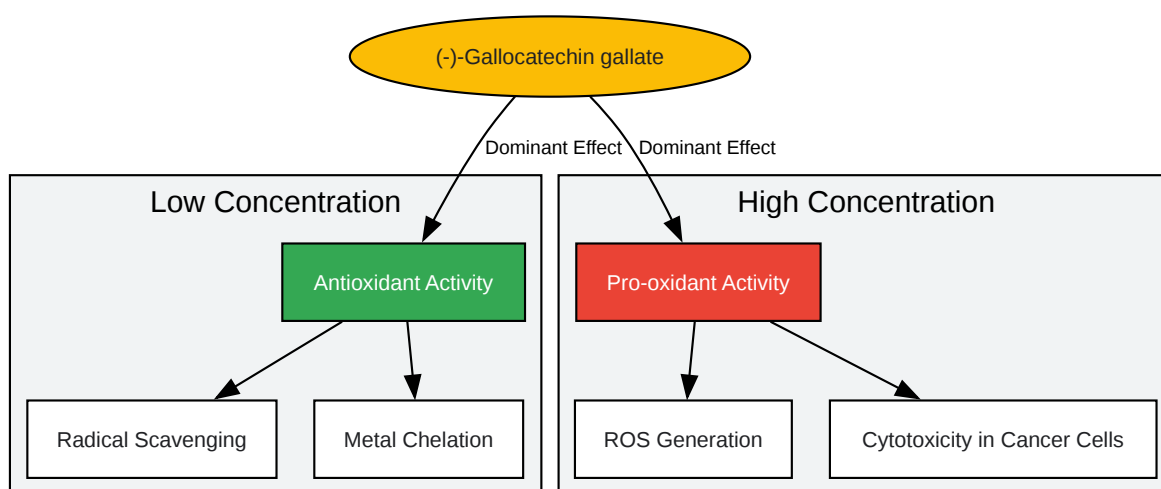 (-)-Gallocatechin gallate
Dominant Effect
Dominant Effect
Low Concentration
High Concentration
Antioxidant Activity
Pro-oxidant Activity
Radical Scavenging
Metal Chelation
ROS Generation
Cytotoxicity in Cancer Cells